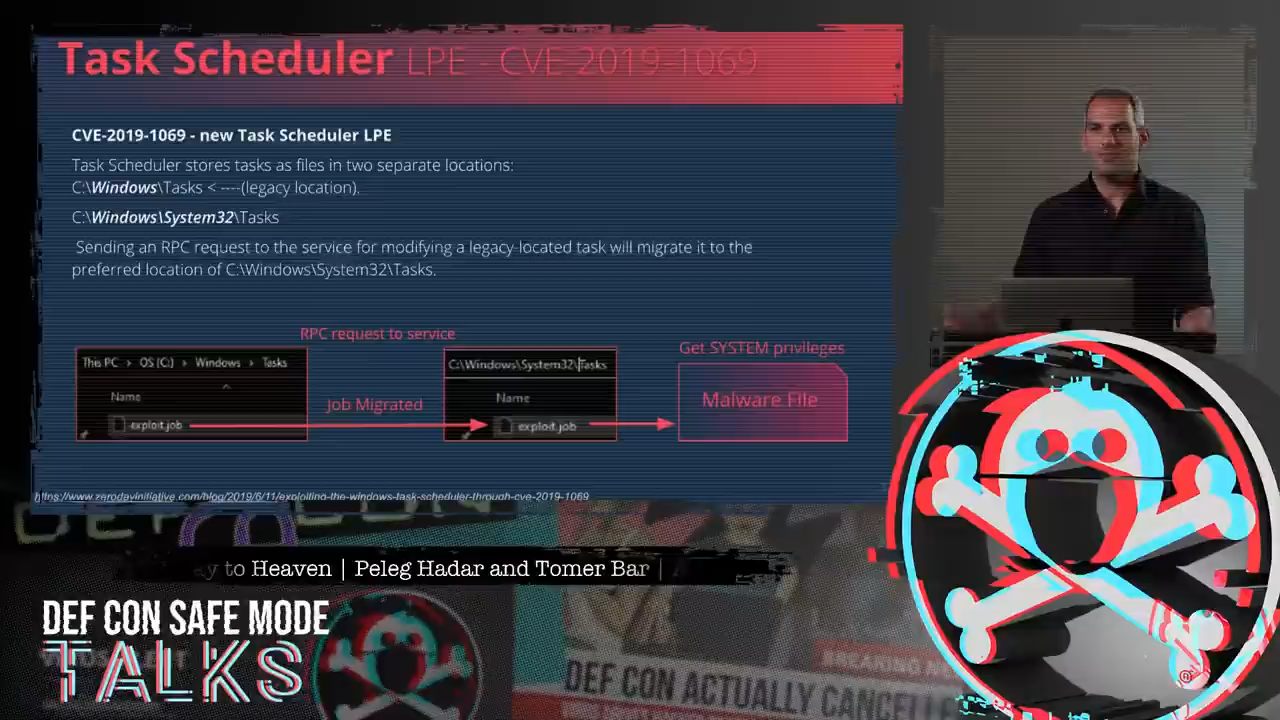 Task Scheduler LPE - CVE-2019-1069
CVE-2019-1069 - new Task Scheduler LPE
Task Scheduler stores tasks as files in two separate locations:
C:\Windows\Tasks < ----(legacy location).
C:\Windows\System32\Tasks
Sending an RPC request to the service for modifying a legacy-located task will migrate it to the
preferred location of C:\Windows\System32\Tasks.
RPC request to service
Get SYSTEM privileges
This PC > OS (C:) > Windows > Tasks
C:\Windows\System32\Tasks
Name
Name
Job Migrated
Malware File
exploit.job
exploit.job
https://www.zerodayinitiative.com/blog/2019/6/11/exploiting-the-windows-task-scheduler-through-cve-2019-1069
DEF CON
to Heaven | Peleg Hadar and Tomer Bar |
DEF CON SAFE MODE
TALKS
BREAKING
DEF CON ACTUALLY
®